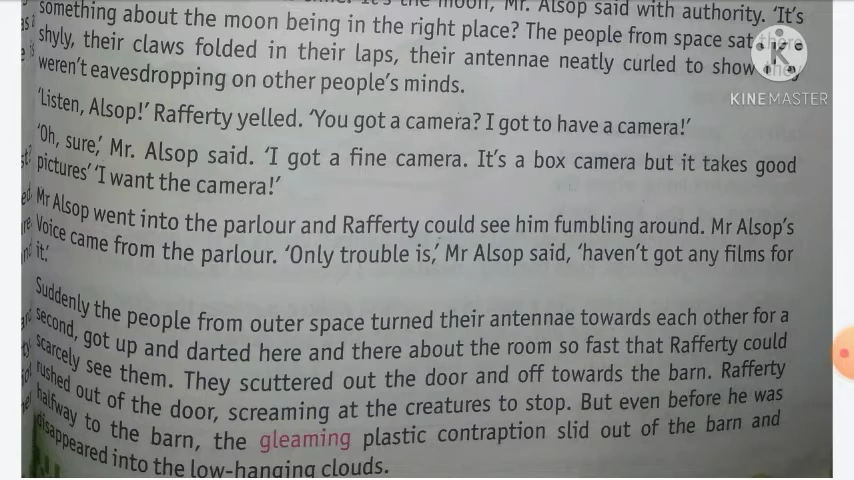 the moon, Mr. Alsop said with authority. 'It's
something about the moon being in the right place? The people from space sat there
shyly, their claws folded in their laps, their antennae neatly curled to show they
weren't eavesdropping on other people's minds.
'Listen, Alsop!' Rafferty yelled. 'You got a camera? I got to have a camera!'
'Oh, sure,' Mr. Alsop said. 'I got a fine camera. It's a box camera but it takes good
pictures' 'I want the camera!'
Mr Alsop went into the parlour and Rafferty could see him fumbling around. Mr Alsop's
Voice came from the parlour. 'Only trouble is,' Mr Alsop said, 'haven't got any films for
it.'
Suddenly the people from outer space turned their antennae towards each other for a
second, got up and darted here and there about the room so fast that Rafferty could
scarcely see them. They scuttered out the door and off towards the barn. Rafferty
rushed out of the door, screaming at the creatures to stop. But even before he was
halfway to the barn, the gleaming plastic contraption slid out of the barn and
disappeared into the low-hanging clouds.
K
KINEMASTER